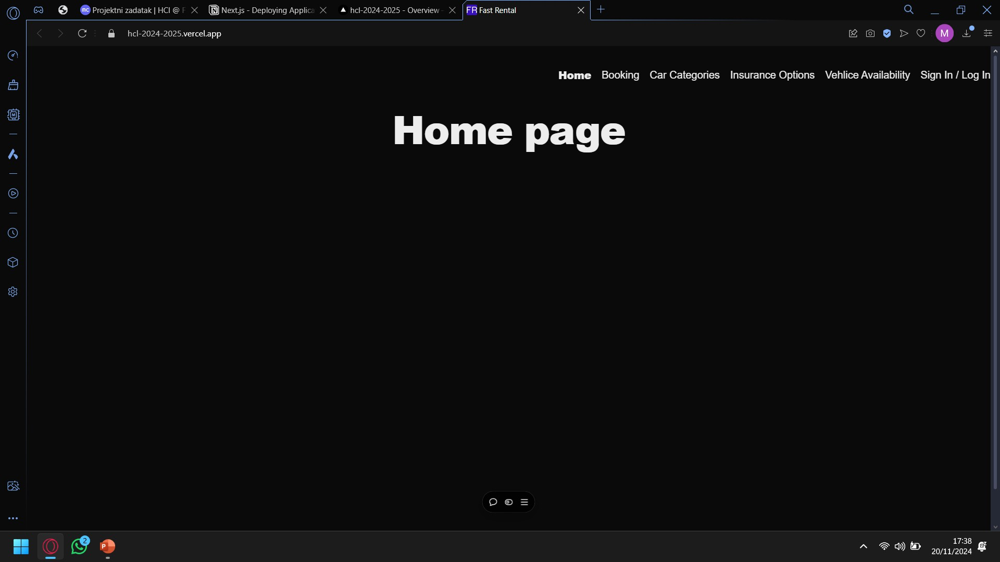 mc Projektni zadatak | HCI @ F
N Next.js - Deploying Applica
hcl-2024-2025 - Overview -
FR Fast Rental
hcl-2024-2025.vercel.app
M
Home Booking Car Categories Insurance Options Vehlice Availability Sign In / Log In
Home page
2
P
17:38
20/11/2024